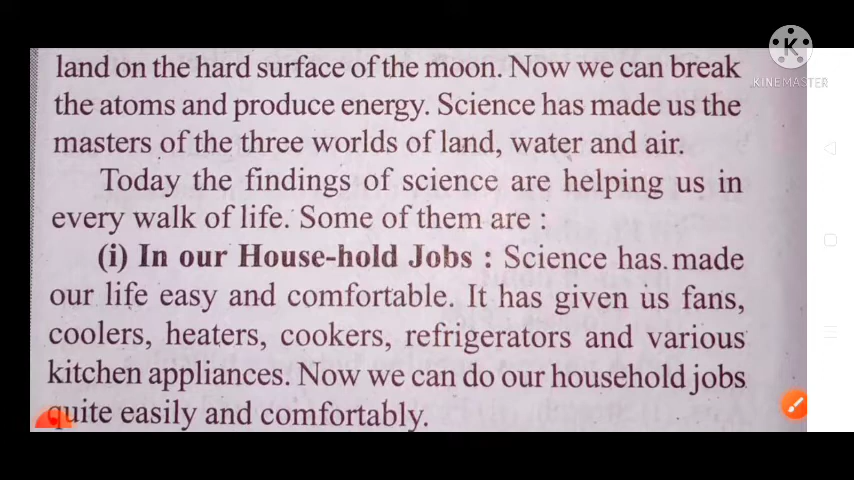 land on the hard surface of the moon. Now we can break
the atoms and produce energy. Science has made us the
masters of the three worlds of land, water and air.
Today the findings of science are helping us in
every walk of life. Some of them are :
(i) In our House-hold Jobs : Science has made
our life easy and comfortable. It has given us fans,
coolers, heaters, cookers, refrigerators and various
kitchen appliances. Now we can do our household jobs
quite easily and comfortably.
K
KINEMASTER